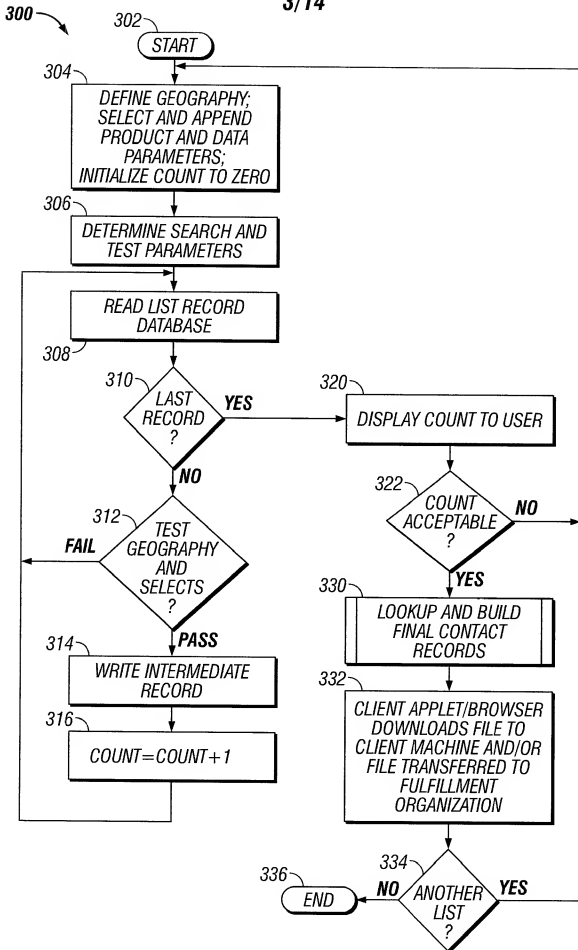 3/14
300
302
START
304
DEFINE GEOGRAPHY;
SELECT AND APPEND
PRODUCT AND DATA
PARAMETERS;
INITIALIZE COUNT TO ZERO
306
DETERMINE SEARCH AND
TEST PARAMETERS
READ LIST RECORD
DATABASE
308
310
LAST
RECORD
?
YES
NO
312
TEST
GEOGRAPHY
AND
SELECTS
?
FAIL
PASS
314
WRITE INTERMEDIATE
RECORD
316
COUNT=COUNT+1
320
DISPLAY COUNT TO USER
322
COUNT
ACCEPTABLE
?
NO
YES
330
LOOKUP AND BUILD
FINAL CONTACT
RECORDS
332
CLIENT APPLET/BROWSER
DOWNLOADS FILE TO
CLIENT MACHINE AND/OR
FILE TRANSFERRED TO
FULFILLMENT
ORGANIZATION
334
ANOTHER
LIST
?
YES
NO
336
END